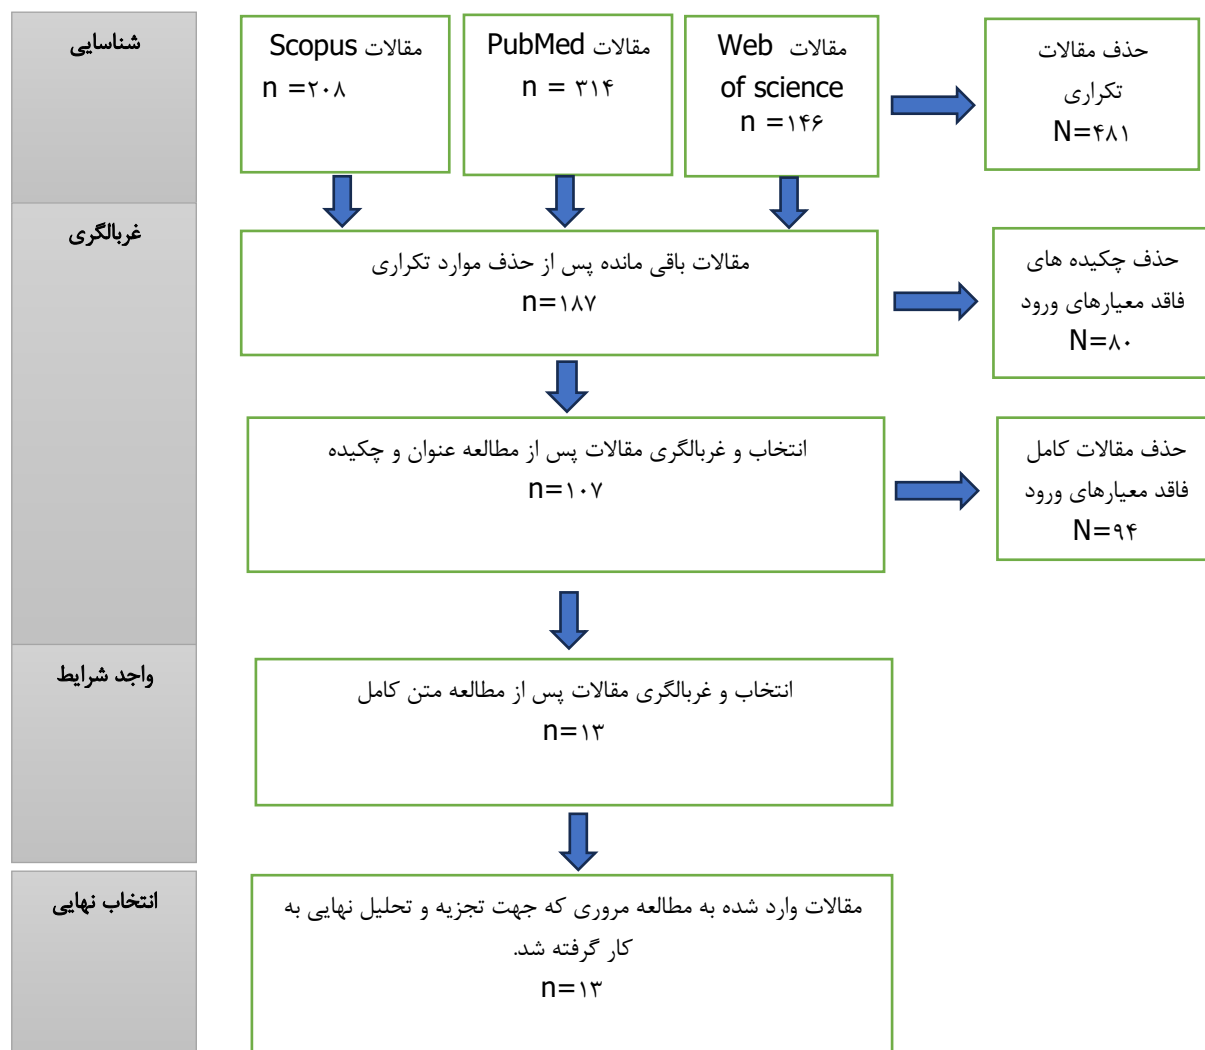 شناسایی
مقالات Scopus
n =۲۰۸
مقالات PubMed
n = ۳۱۴
مقالات Web
of science
n =۱۴۶
حذف مقالات
تکراری
N=۴۸۱
غربالگری
مقالات باقی مانده پس از حذف موارد تکراری
n=۱۸۷
حذف چکیده های
فاقد معیارهای ورود
N=۸۰
انتخاب و غربالگری مقالات پس از مطالعه عنوان و چکیده
n=۱۰۷
حذف مقالات کامل
فاقد معیارهای ورود
N=۹۴
واجد شرایط
انتخاب و غربالگری مقالات پس از مطالعه متن کامل
n=۱۳
انتخاب نهایی
مقالات وارد شده به مطالعه مروری که جهت تجزیه و تحلیل نهایی به
کار گرفته شد.
n=۱۳